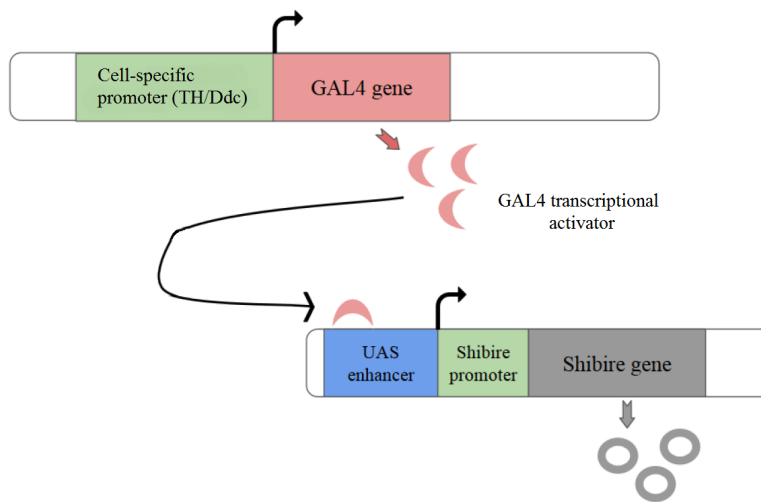 Cell-specific
promoter (TH/Ddc)
GAL4 gene
GAL4 transcriptional
activator
UAS
enhancer
Shibire
promoter
Shibire gene